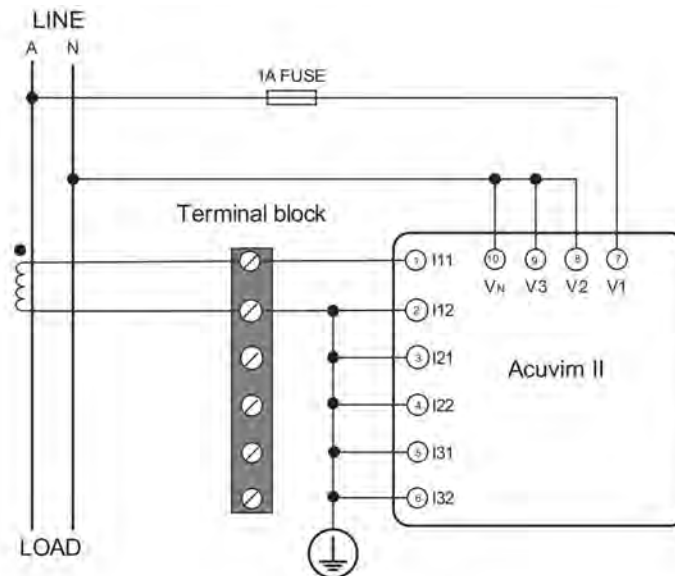 LINE
A N
1A FUSE
Terminal block
10 9 8 7
VN V3 V2 V1
1 I11
2 I12
3 I21
4 I22
5 I31
6 I32
Acuvim II
LOAD